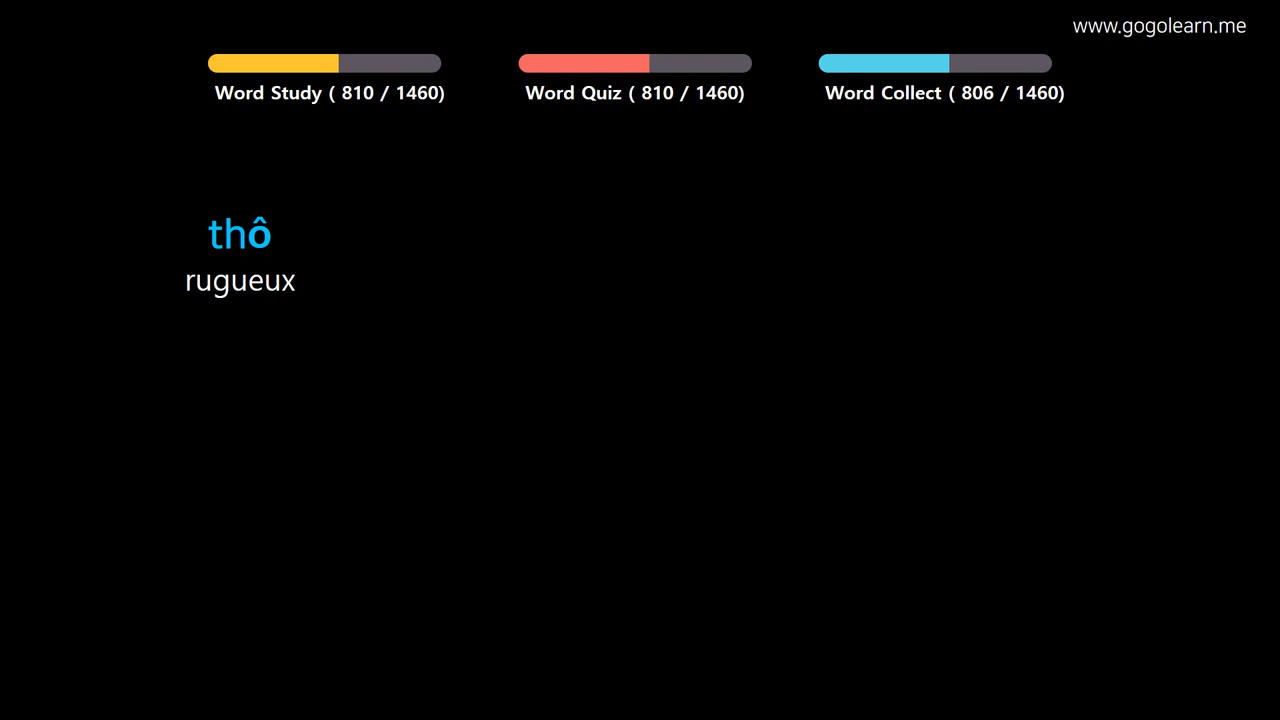 www.gogolearn.me
Word Study ( 810 / 1460)
Word Quiz ( 810 / 1460)
Word Collect ( 806 / 1460)
thô
rugueux